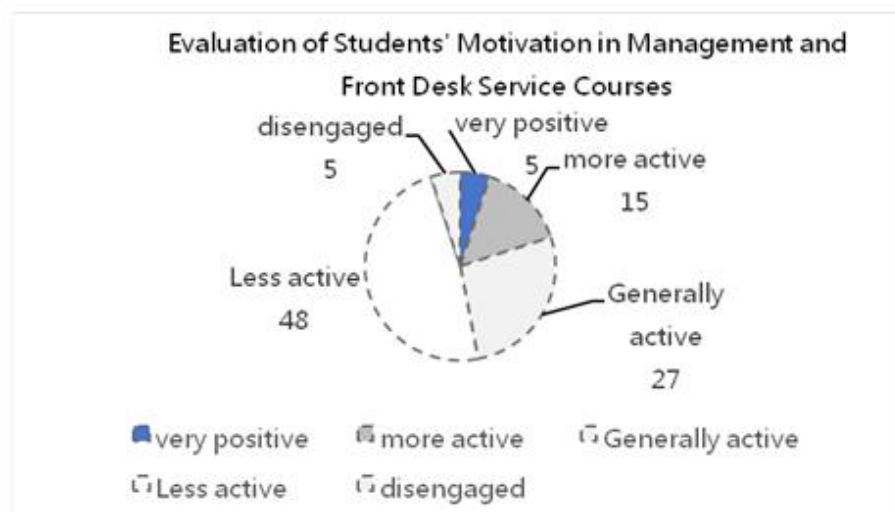 Evaluation of Students' Motivation in Management and
Front Desk Service Courses
disengaged
5
very positive
5
more active
15
Less active
48
Generally
active
27
very positive
more active
Generally active
Less active
disengaged